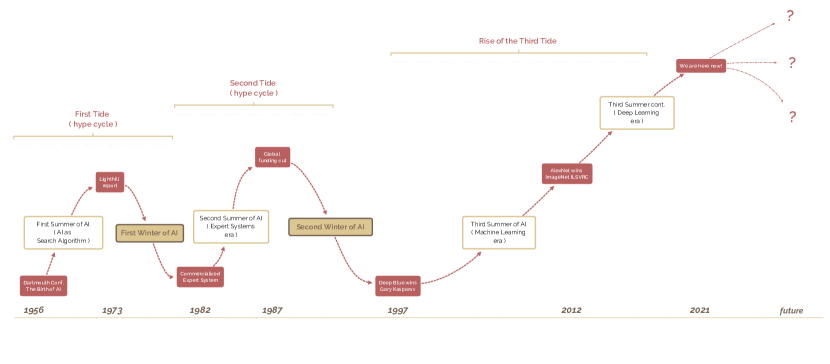 ?
Rise of the Third Tide
We are here now!
?
Second Tide
( hype cycle )
Third Summer cont.
( Deep Learning
era )
First Tide
( hype cycle )
?
Global
funding cut
AlexNet wins
ImageNet ILSVRC
Lighthill
report
First Summer of AI
( AI as
Search Algorithm )
First Winter of AI
Second Summer of AI
( Expert Systems
era )
Second Winter of AI
Third Summer of AI
( Machine Learning
era )
Dartmouth Conf.
The Birth of AI
Commercialized
Expert System
Deep Blue wins
Gary Kasparov
1956
1973
1982
1987
1997
2012
2021
future